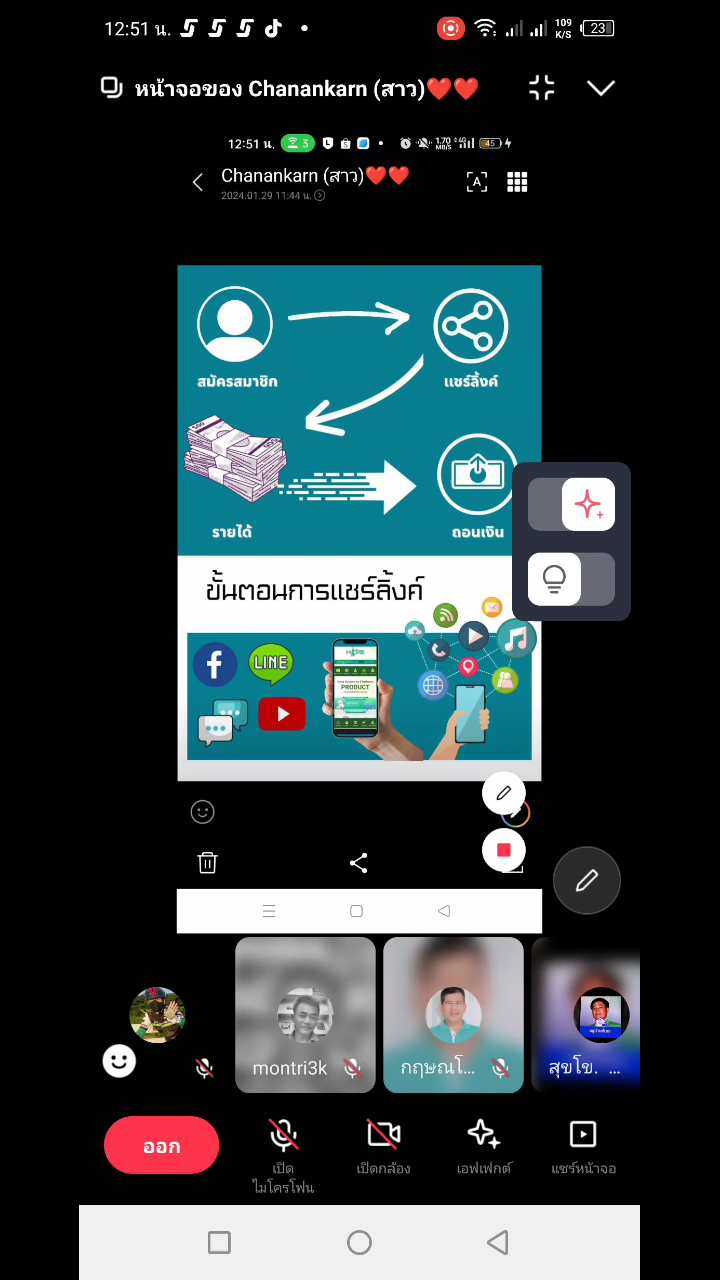 12:51 น.
109
K/S
23
หน้าจอของ Chanankarn (สาว)❤️❤️
12:51 น.
3
1.70
MB/S
4G
45
Chanankarn (สาว)❤️❤️
2024.01.29 11:44 น.
A
สมัครสมาชิก
แชร์ลิ้งค์
รายได้
ถอนเงิน
ขั้นตอนการแชร์ลิ้งค์
f
LINE
PRODUCT
montri3k
กฤษณโ...
สุขโข. ...
ออก
เปิด
ไมโครโฟน
เปิดกล้อง
เอฟเฟกต์
แชร์หน้าจอ